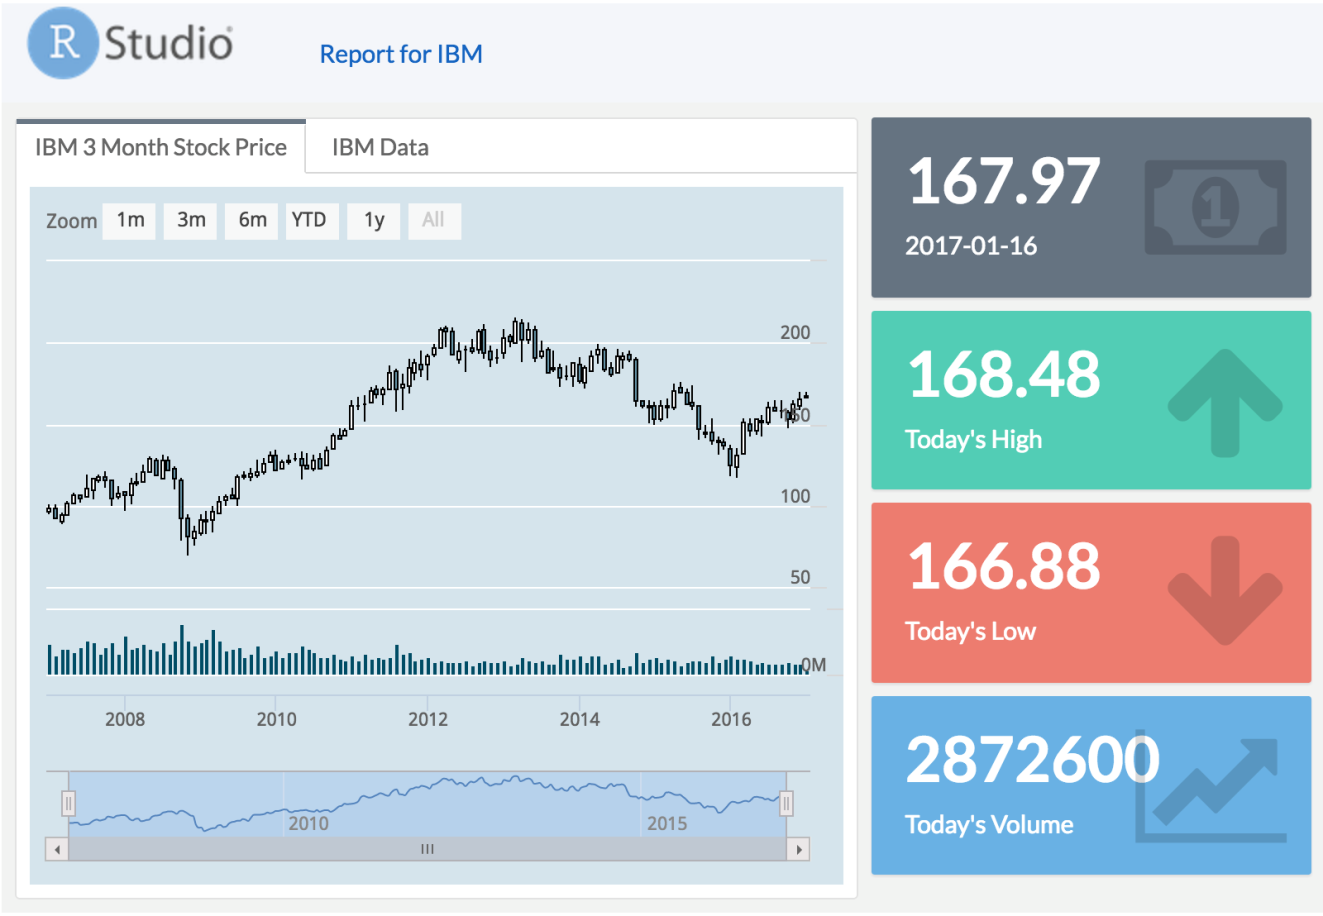 R Studio®
Report for IBM
IBM 3 Month Stock Price
IBM Data
Zoom 1m 3m 6m YTD 1y All
200
150
100
50
0M
2008 2010 2012 2014 2016
2010 2015
167.97
2017-01-16
1
168.48
Today's High
166.88
Today's Low
2872600
Today's Volume